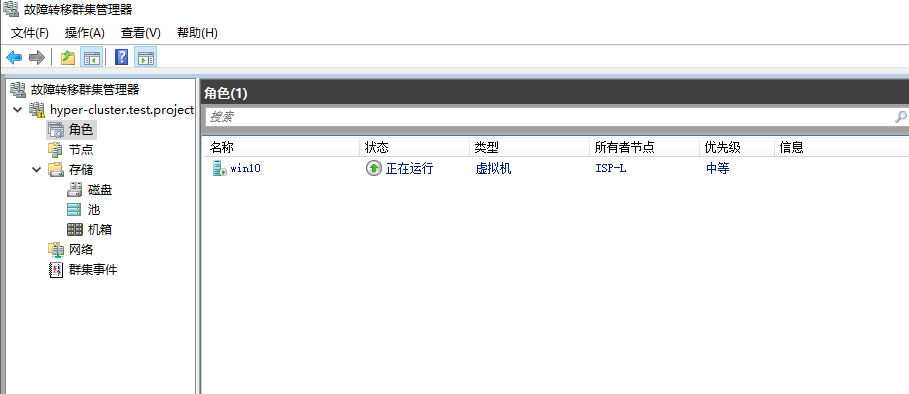 故障转移群集管理器
文件(F) 操作(A) 查看(V) 帮助(H)
故障转移群集管理器
hyper-cluster.test.project
角色
节点
存储
磁盘
池
机箱
网络
群集事件
角色(1)
搜索
名称 状态 类型 所有者节点 优先级 信息
win10 正在运行 虚拟机 ISP-L 中等